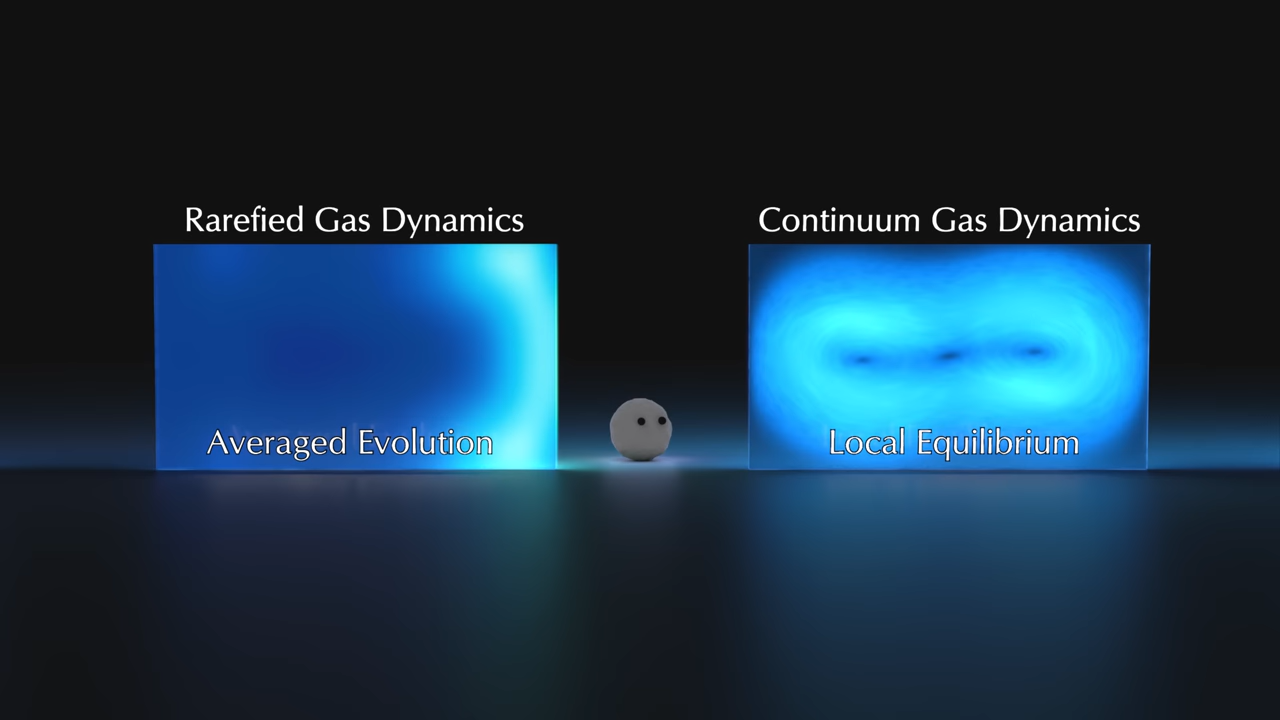 Rarefied Gas Dynamics
Averaged Evolution
Continuum Gas Dynamics
Local Equilibrium